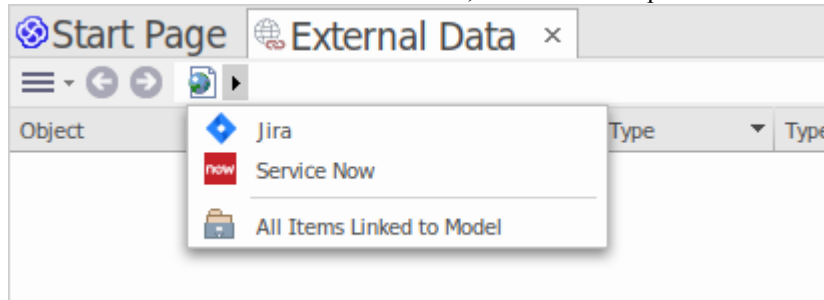 Start Page External Data ×
Object Type Type
Jira
now Service Now
All Items Linked to Model